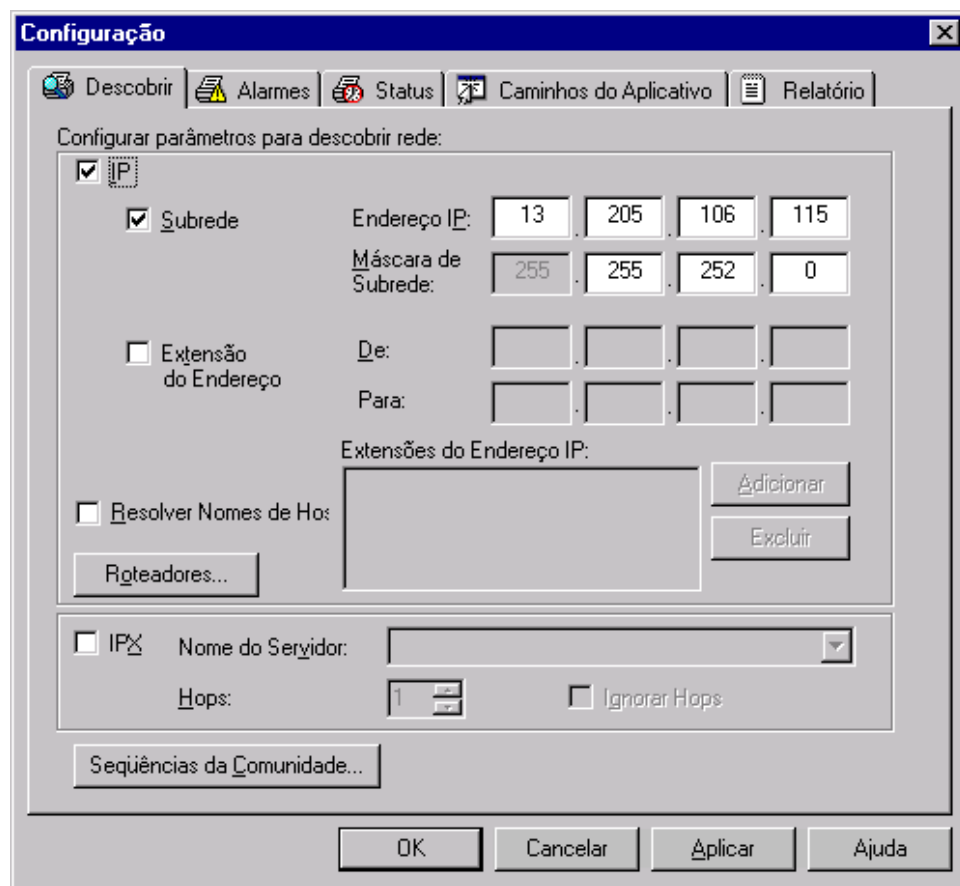 Configuração
Descobrir Alarmes Status Caminhos do Aplicativo Relatório
Configurar parâmetros para descobrir rede:
IP
Subrede Endereço IP: 13 . 205 . 106 . 115
Máscara de
Subrede: 255 . 255 . 252 . 0
Extensão
do Endereço
De: . . .
Para: . . .
Extensões do Endereço IP:
Adicionar
Resolver Nomes de Hos
Excluir
Roteadores...
IPX Nome do Servidor:
Hops: 1 Ignorar Hops
Seqüências da Comunidade...
OK Cancelar Aplicar Ajuda